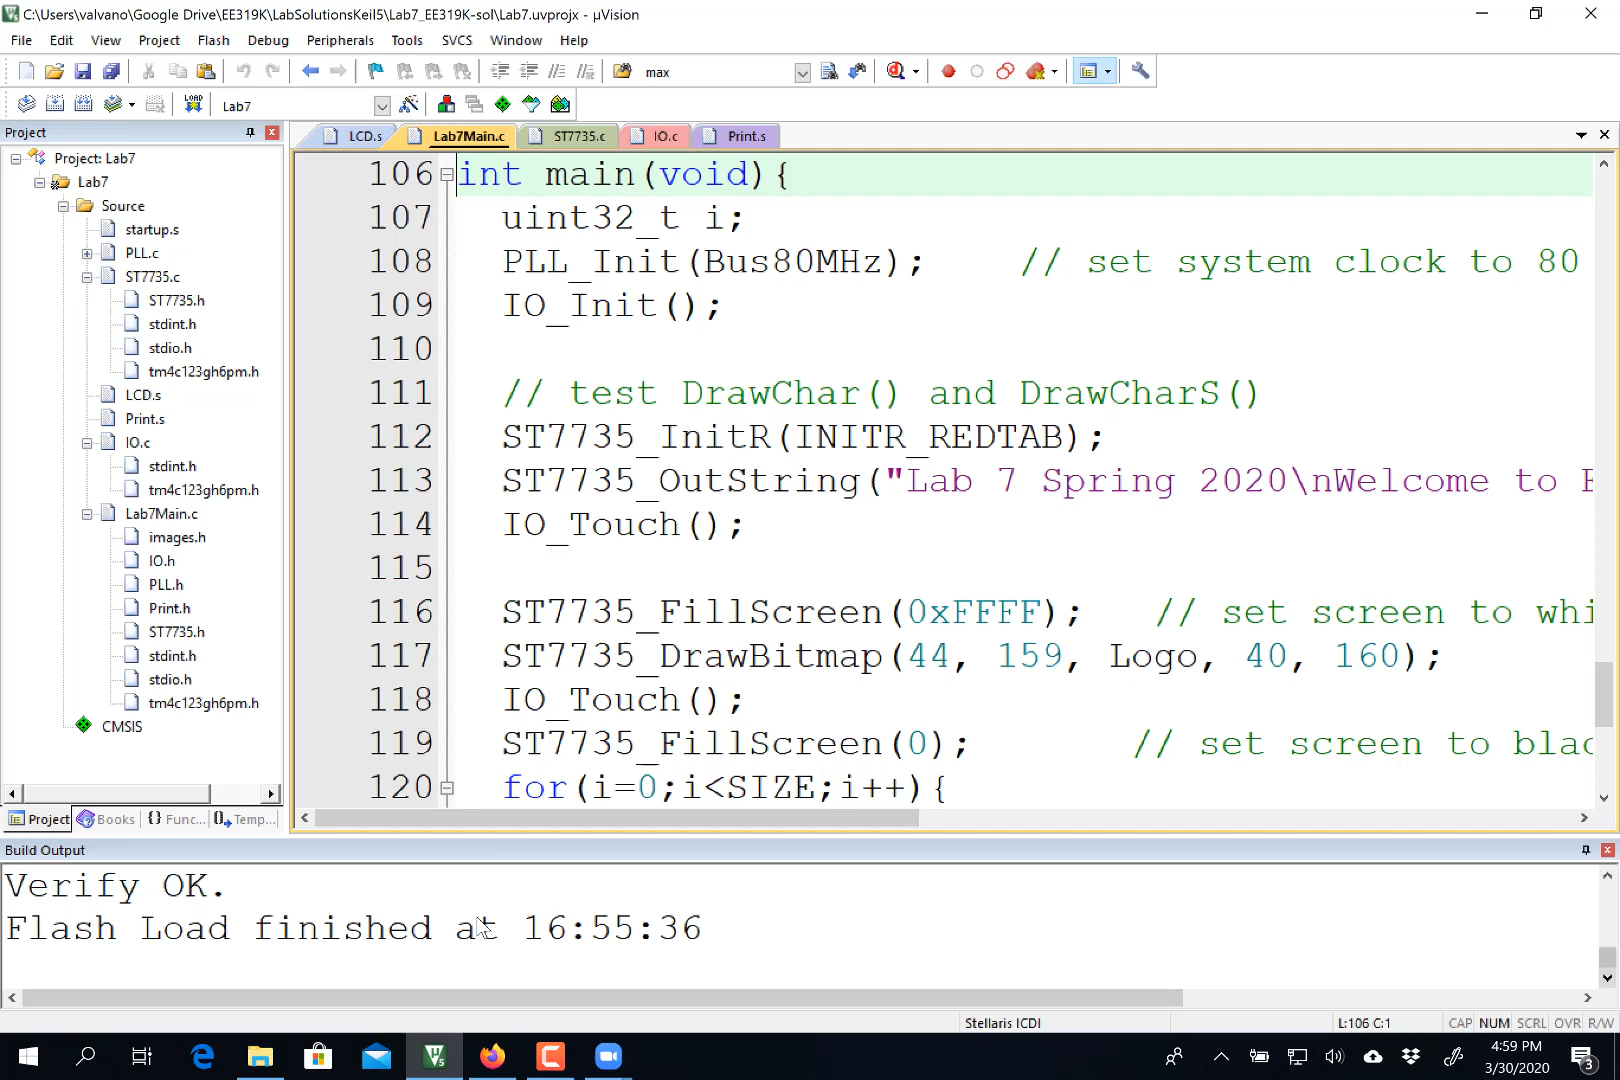 C:\Users\valvano\Google Drive\EE319K\LabSolutionsKeil5\Lab7_EE319K-sol\Lab7.uvprojx - µVision
File Edit View Project Flash Debug Peripherals Tools SVCS Window Help
max
LOAD
Lab7
Project
Project: Lab7
Lab7
Source
startup.s
PLL.c
ST7735.c
ST7735.h
stdint.h
stdio.h
tm4c123gh6pm.h
LCD.s
Print.s
IO.c
stdint.h
tm4c123gh6pm.h
Lab7Main.c
images.h
IO.h
PLL.h
Print.h
ST7735.h
stdint.h
stdio.h
tm4c123gh6pm.h
CMSIS
Project Books {} Func... 0 Temp...
LCD.s Lab7Main.c ST7735.c IO.c Print.s
106 int main(void){
107 uint32_t i;
108 PLL_Init(Bus80MHz); // set system clock to 80
109 IO_Init();
110
111 // test DrawChar() and DrawCharS()
112 ST7735_InitR(INITR_REDTAB);
113 ST7735_OutString("Lab 7 Spring 2020\nWelcome to E
114 IO_Touch();
115
116 ST7735_FillScreen(0xFFFF); // set screen to whi
117 ST7735_DrawBitmap(44, 159, Logo, 40, 160);
118 IO_Touch();
119 ST7735_FillScreen(0); // set screen to blac
120 for(i=0;i<SIZE;i++){
Build Output
Verify OK.
Flash Load finished at 16:55:36
Stellaris ICDI L:106 C:1 CAP NUM SCRL OVR R/W
4:59 PM
3/30/2020
3